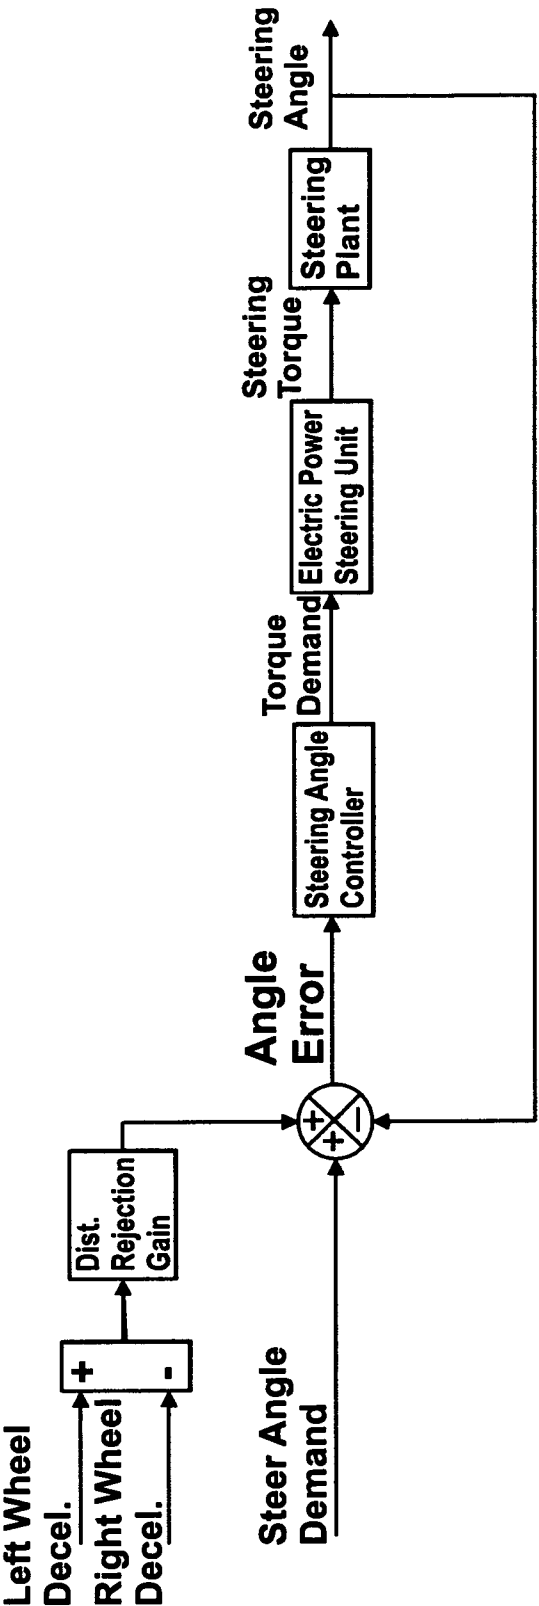 Left Wheel
Decel.
+
Right Wheel
Decel.
-
Dist.
Rejection
Gain
Steer Angle
Demand
+
+
−
Angle
Error
Steering Angle
Controller
Torque
Demand
Electric Power
Steering Unit
Steering
Torque
Steering
Plant
Steering
Angle